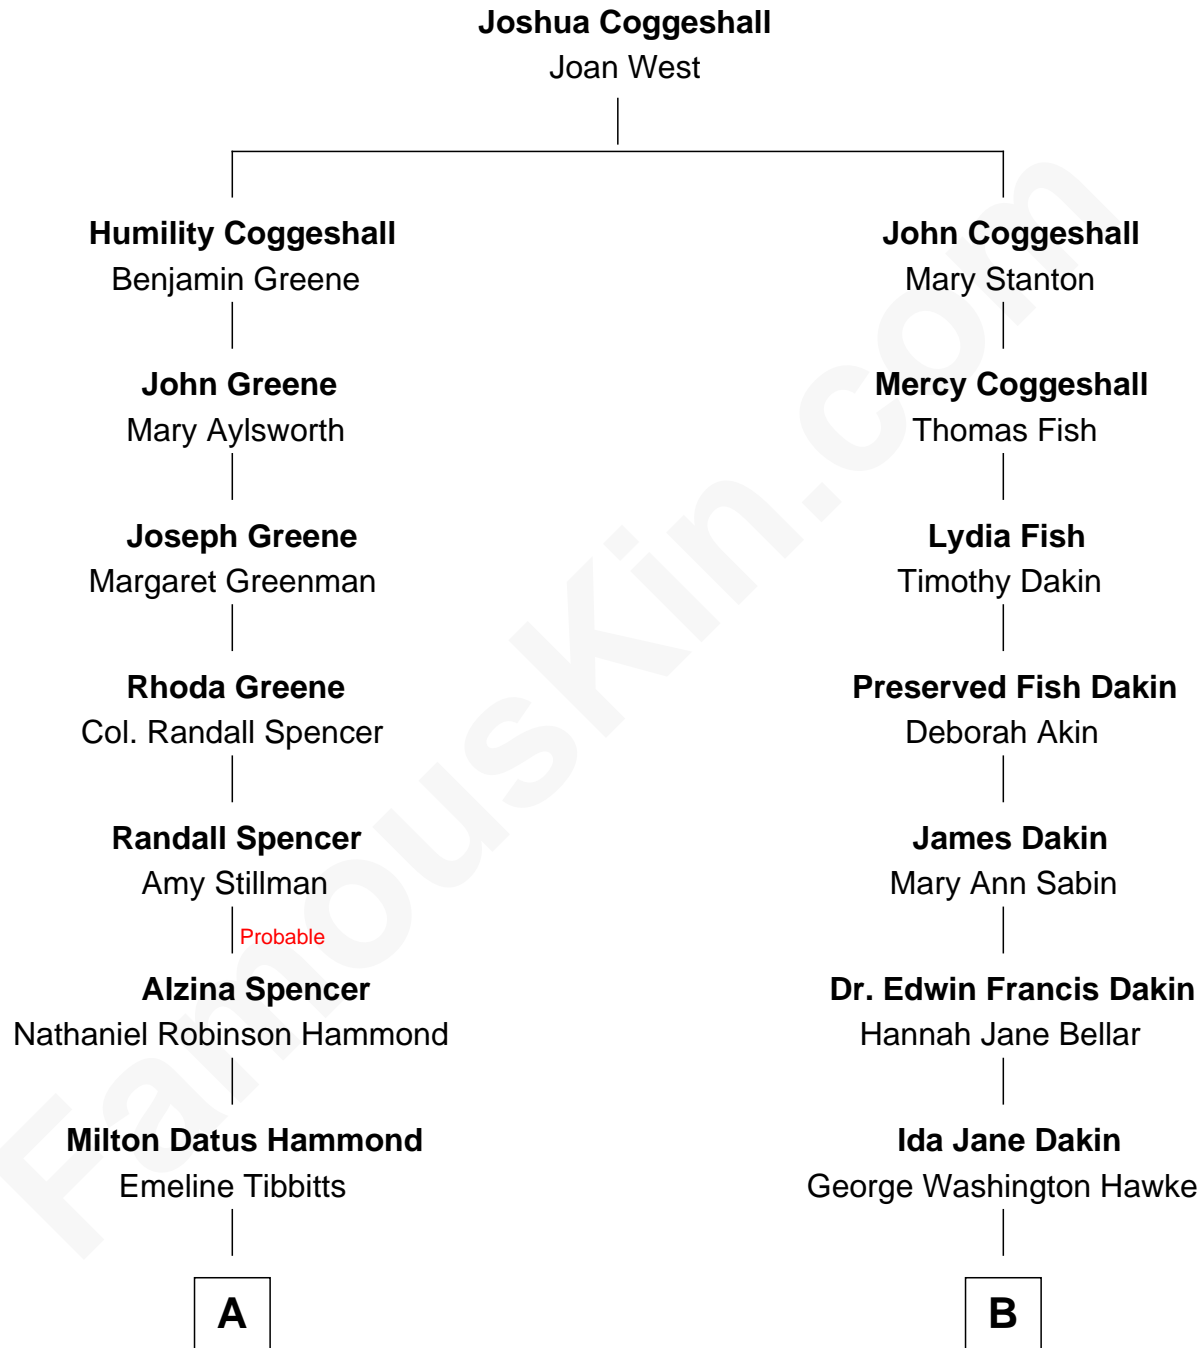 Joshua Coggeshall
Joan West
Humility Coggeshall
Benjamin Greene
John Greene
Mary Aylsworth
Joseph Greene
Margaret Greenman
Rhoda Greene
Col. Randall Spencer
Randall Spencer
Amy Stillman
Probable
Alzina Spencer
Nathaniel Robinson Hammond
Milton Datus Hammond
Emeline Tibbitts
A
John Coggeshall
Mary Stanton
Mercy Coggeshall
Thomas Fish
Lydia Fish
Timothy Dakin
Preserved Fish Dakin
Deborah Akin
James Dakin
Mary Ann Sabin
Dr. Edwin Francis Dakin
Hannah Jane Bellar
Ida Jane Dakin
George Washington Hawke
B
FamousKin.com